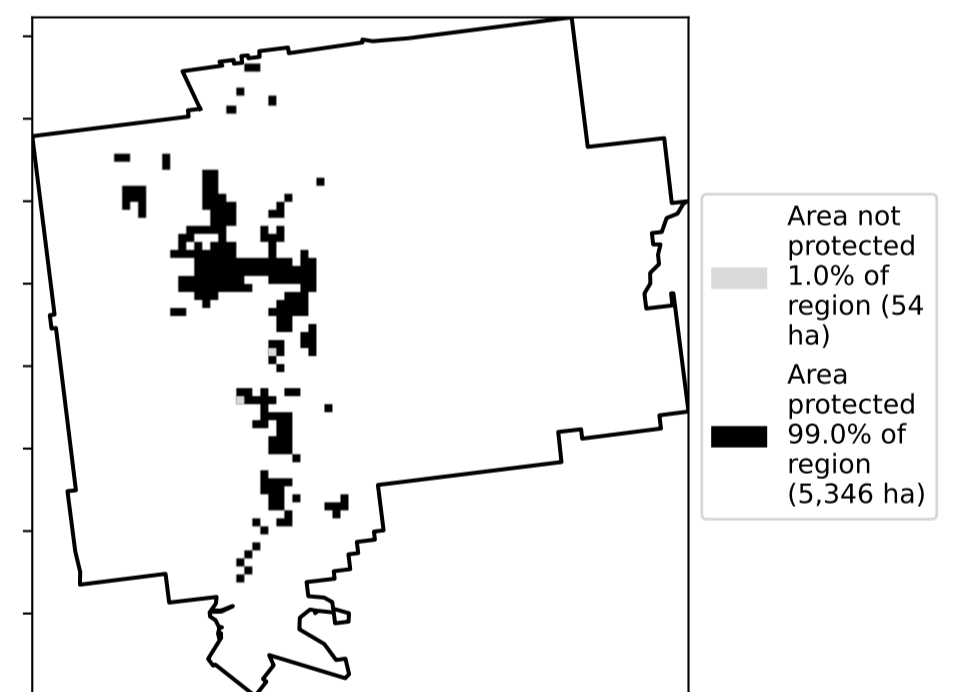 Area not
protected
1.0% of
region (54
ha)
Area
protected
99.0% of
region
(5,346 ha)